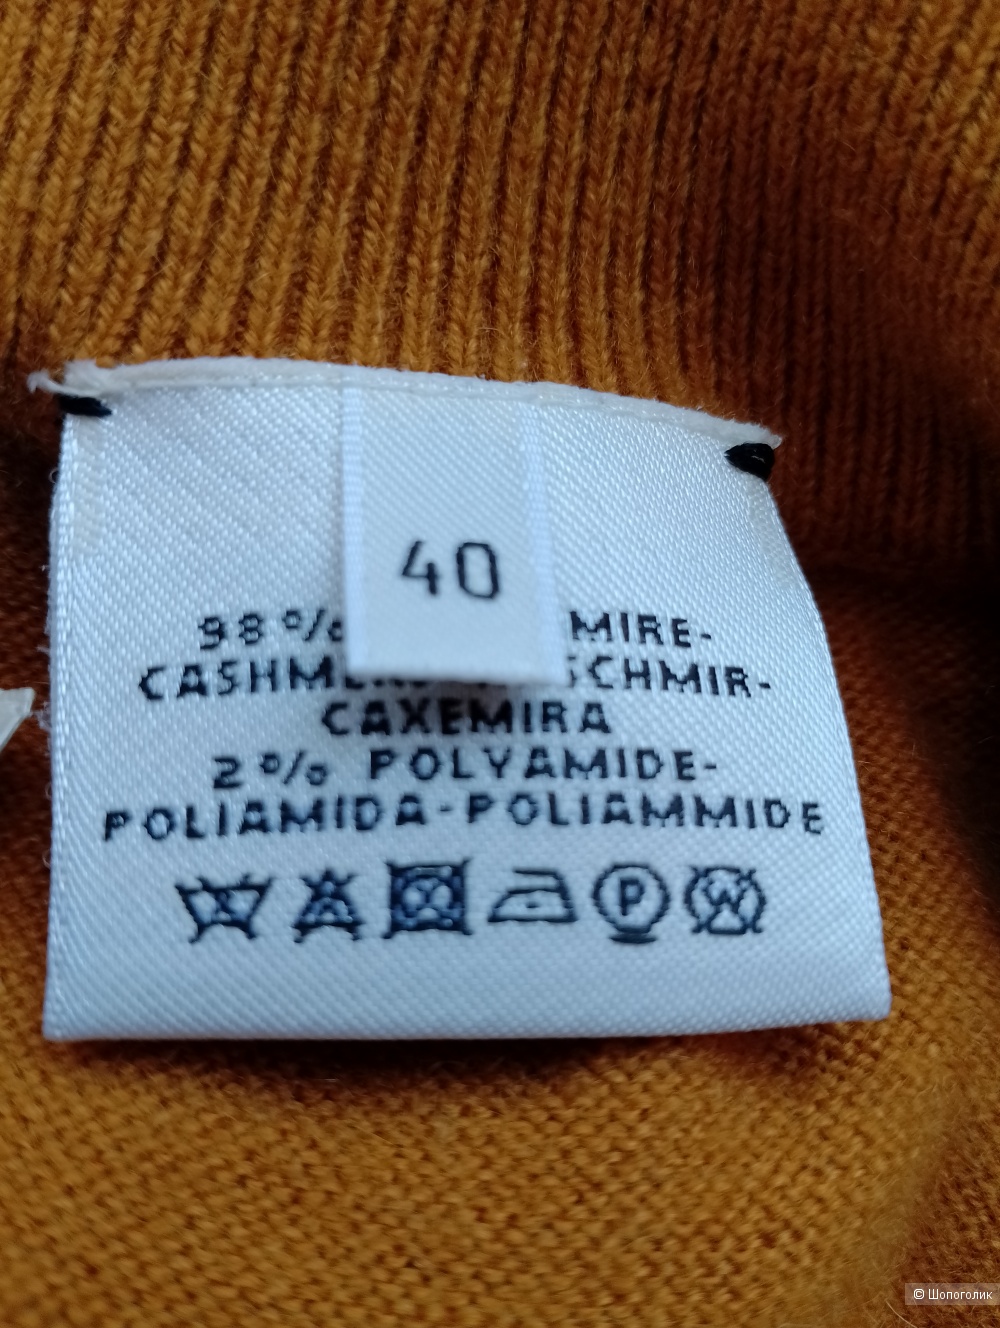 40
98% MIRE-
CASHM SCHMIR-
CAXEMIRA
2% POLYAMIDE-
POLIAMIDA-POLIAMMIDE
P W
© Шопоголик